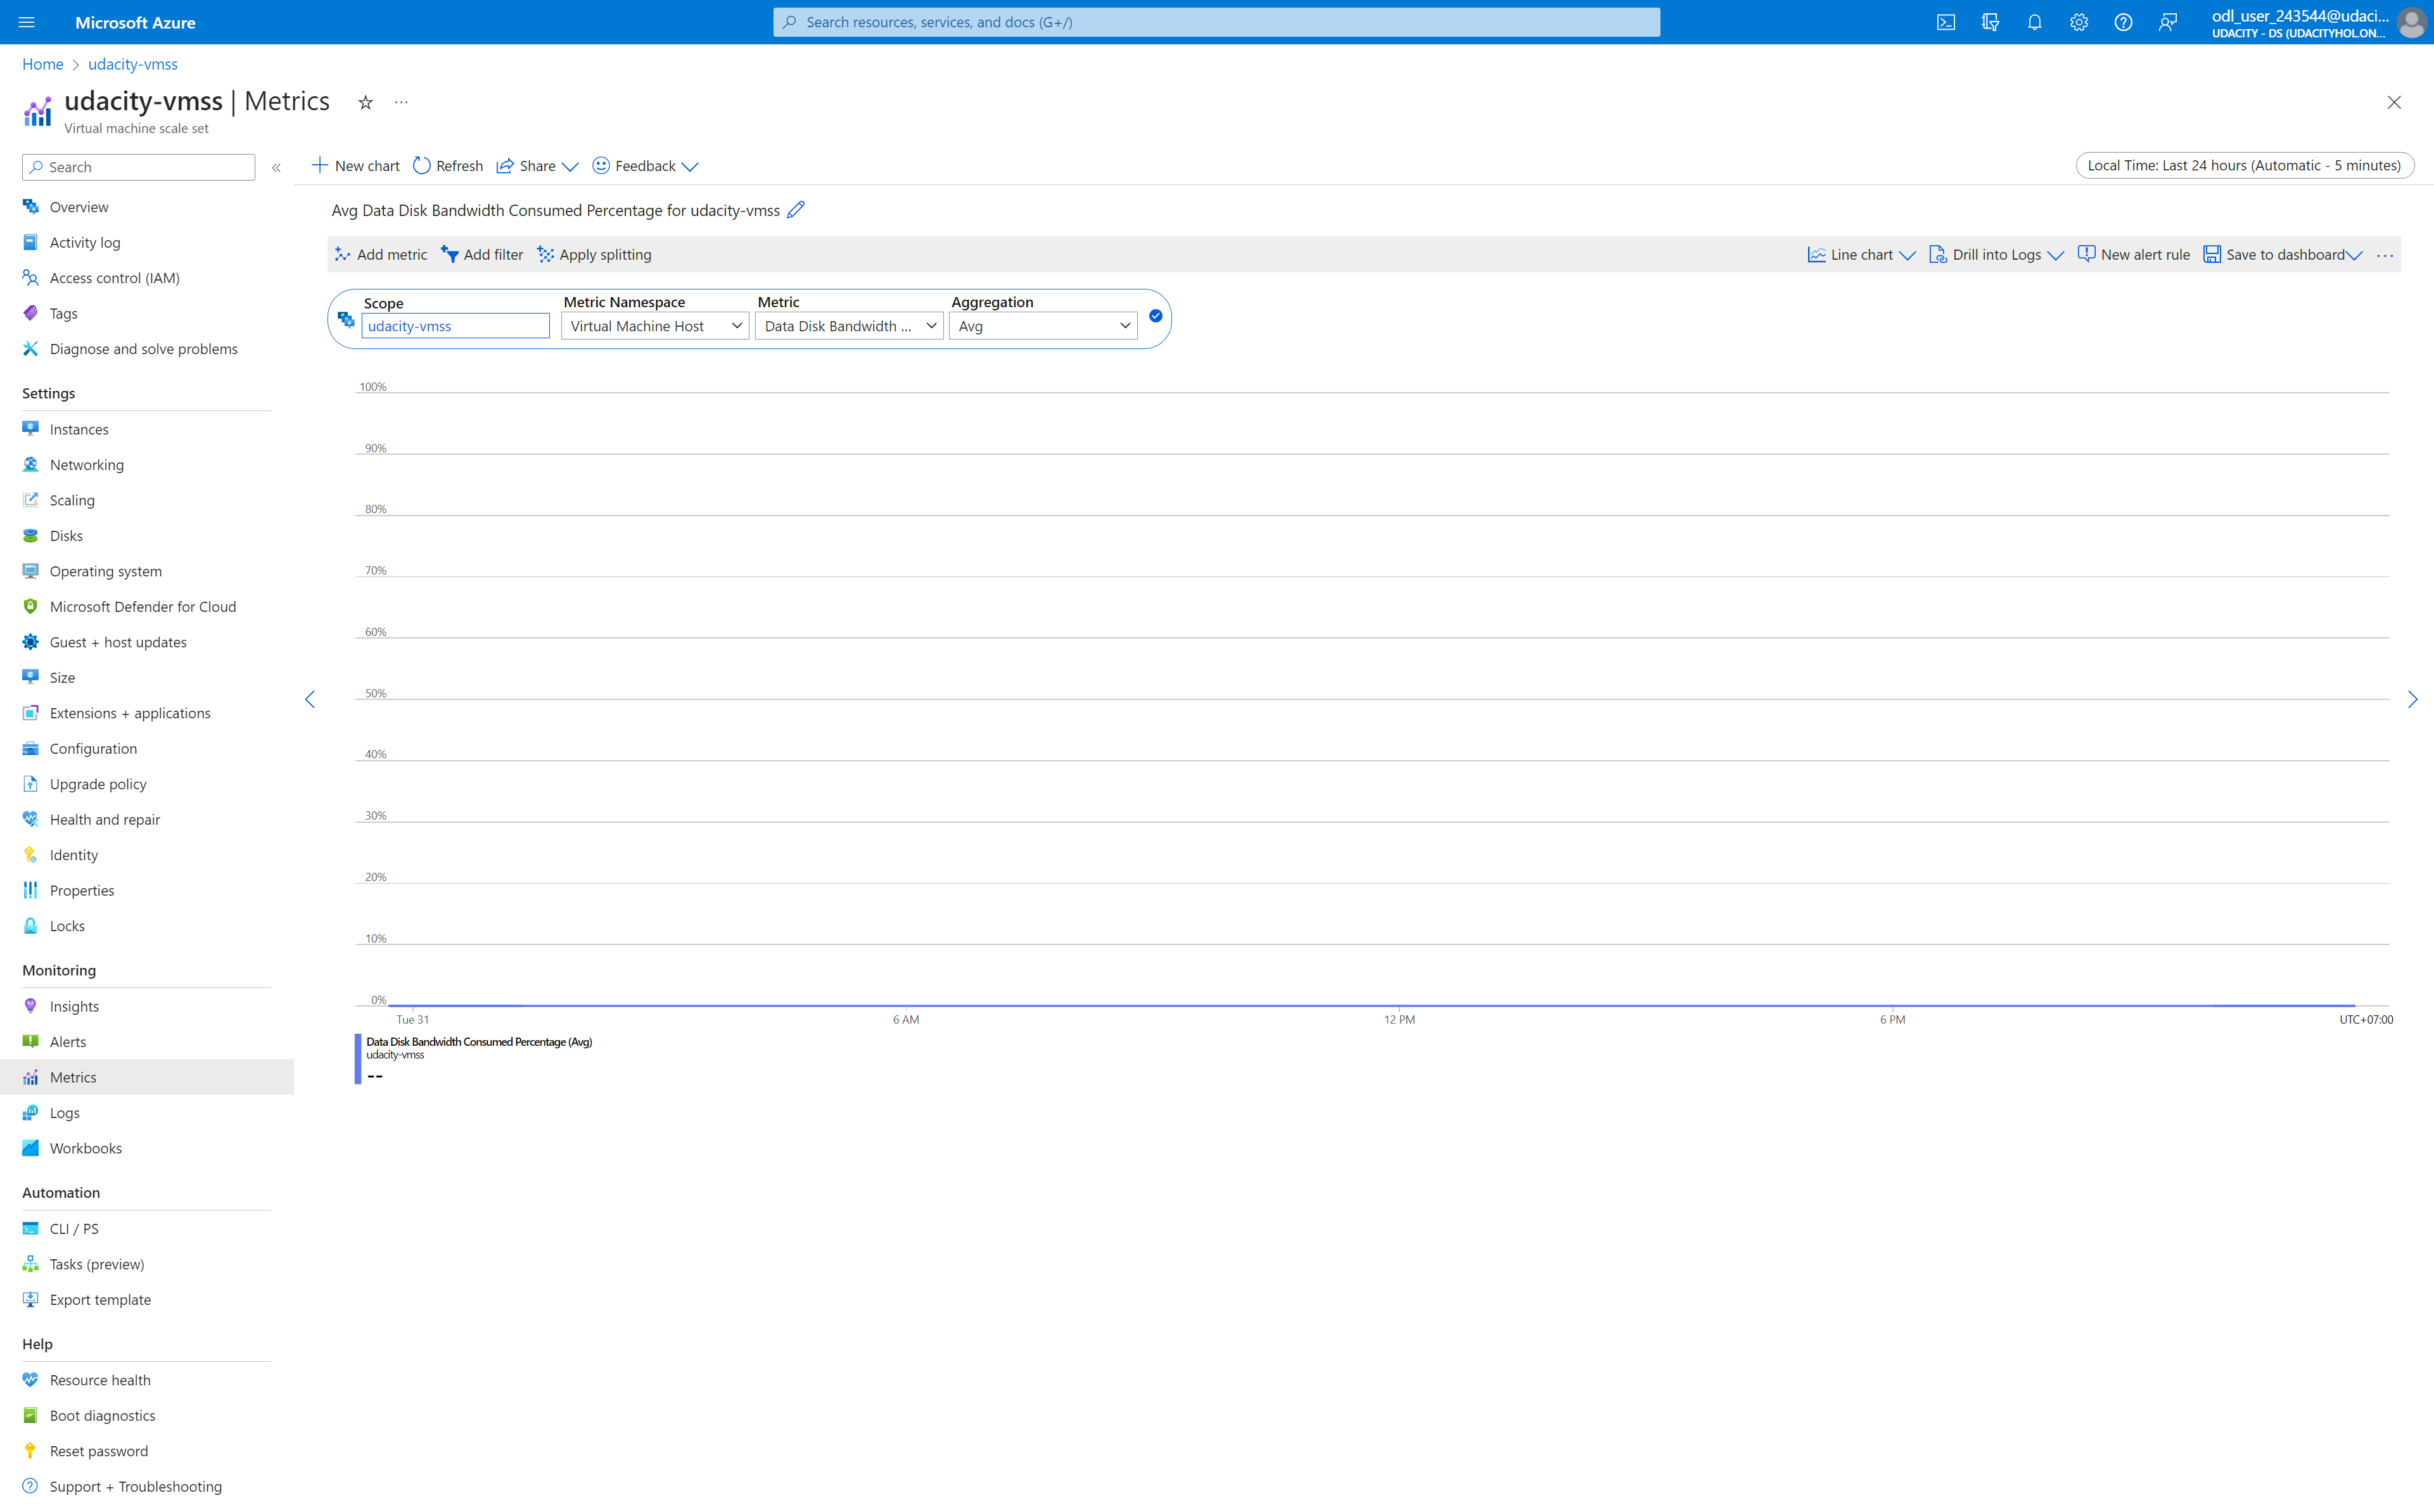 Microsoft Azure
Search resources, services, and docs (G+/)
odl_user_243544@udaci...
UDACITY - DS (UDACITYHOL.ON...
Home > udacity-vmss
udacity-vmss | Metrics
Virtual machine scale set
Search
Overview
Activity log
Access control (IAM)
Tags
Diagnose and solve problems
Settings
Instances
Networking
Scaling
Disks
Operating system
Microsoft Defender for Cloud
Guest + host updates
Size
Extensions + applications
Configuration
Upgrade policy
Health and repair
Identity
Properties
Locks
Monitoring
Insights
Alerts
Metrics
Logs
Workbooks
Automation
CLI / PS
Tasks (preview)
Export template
Help
Resource health
Boot diagnostics
Reset password
Support + Troubleshooting
New chart Refresh Share Feedback
Local Time: Last 24 hours (Automatic - 5 minutes)
Avg Data Disk Bandwidth Consumed Percentage for udacity-vmss
Add metric Add filter Apply splitting
Line chart Drill into Logs New alert rule Save to dashboard ...
Scope Metric Namespace Metric Aggregation
udacity-vmss Virtual Machine Host Data Disk Bandwidth ... Avg
100%
90%
80%
70%
60%
50%
40%
30%
20%
10%
0%
Tue 31 6 AM 12 PM 6 PM UTC+07:00
Data Disk Bandwidth Consumed Percentage (Avg)
udacity-vmss
--